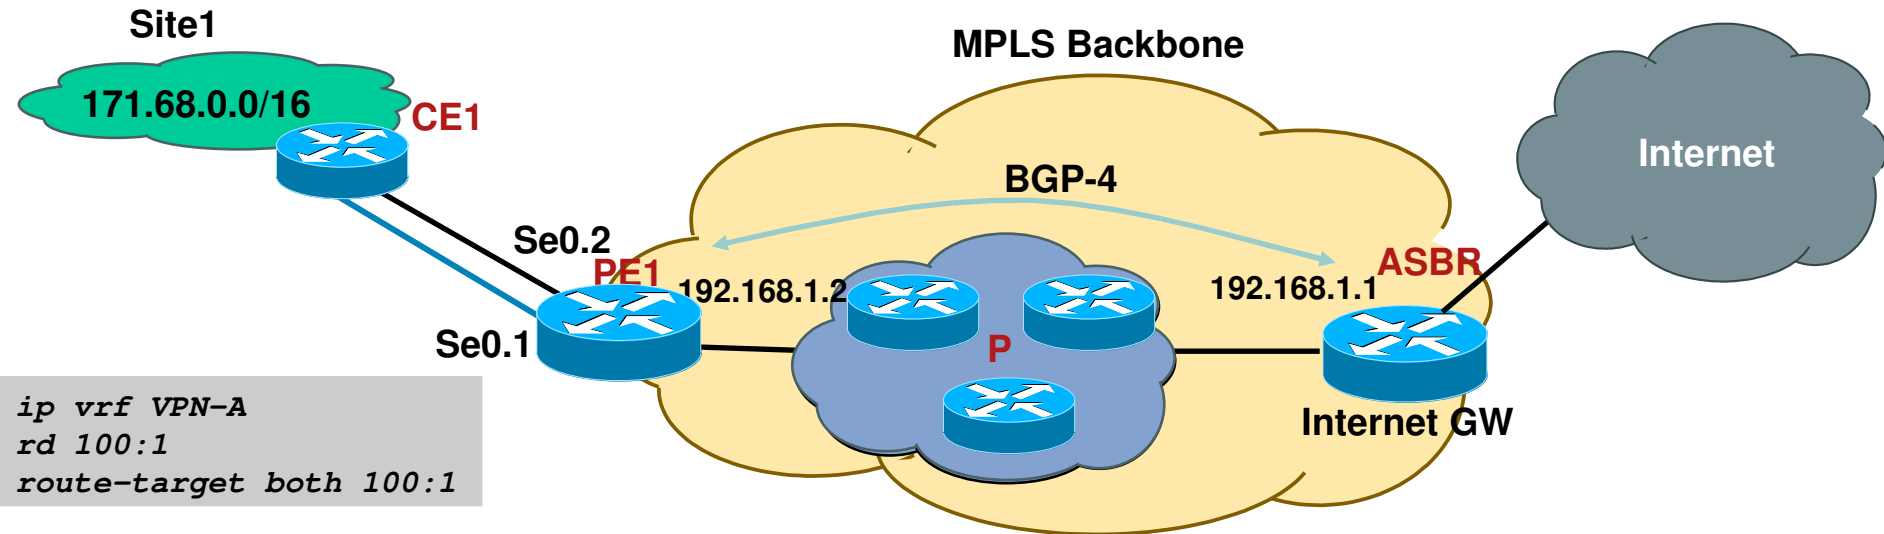 Site1
171.68.0.0/16
CE1
MPLS Backbone
Internet
BGP-4
Se0.2
PE1
192.168.1.2
192.168.1.1
ASBR
Se0.1
P
Internet GW
ip vrf VPN-A
rd 100:1
route-target both 100:1